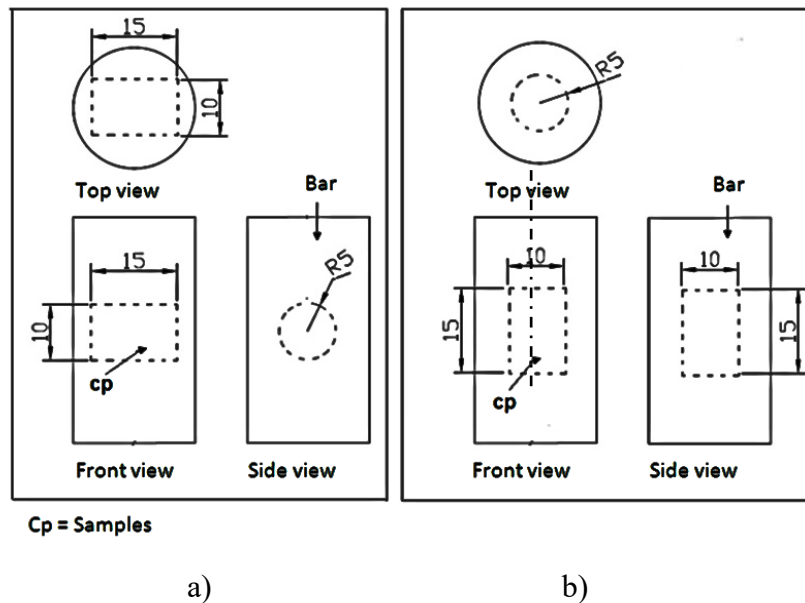 15
10
Top view
Bar
15
R5
10
cp
Front view
Side view
R5
Top view
Bar
10
10
15
15
cp
Front view
Side view
Cp = Samples
a)
b)